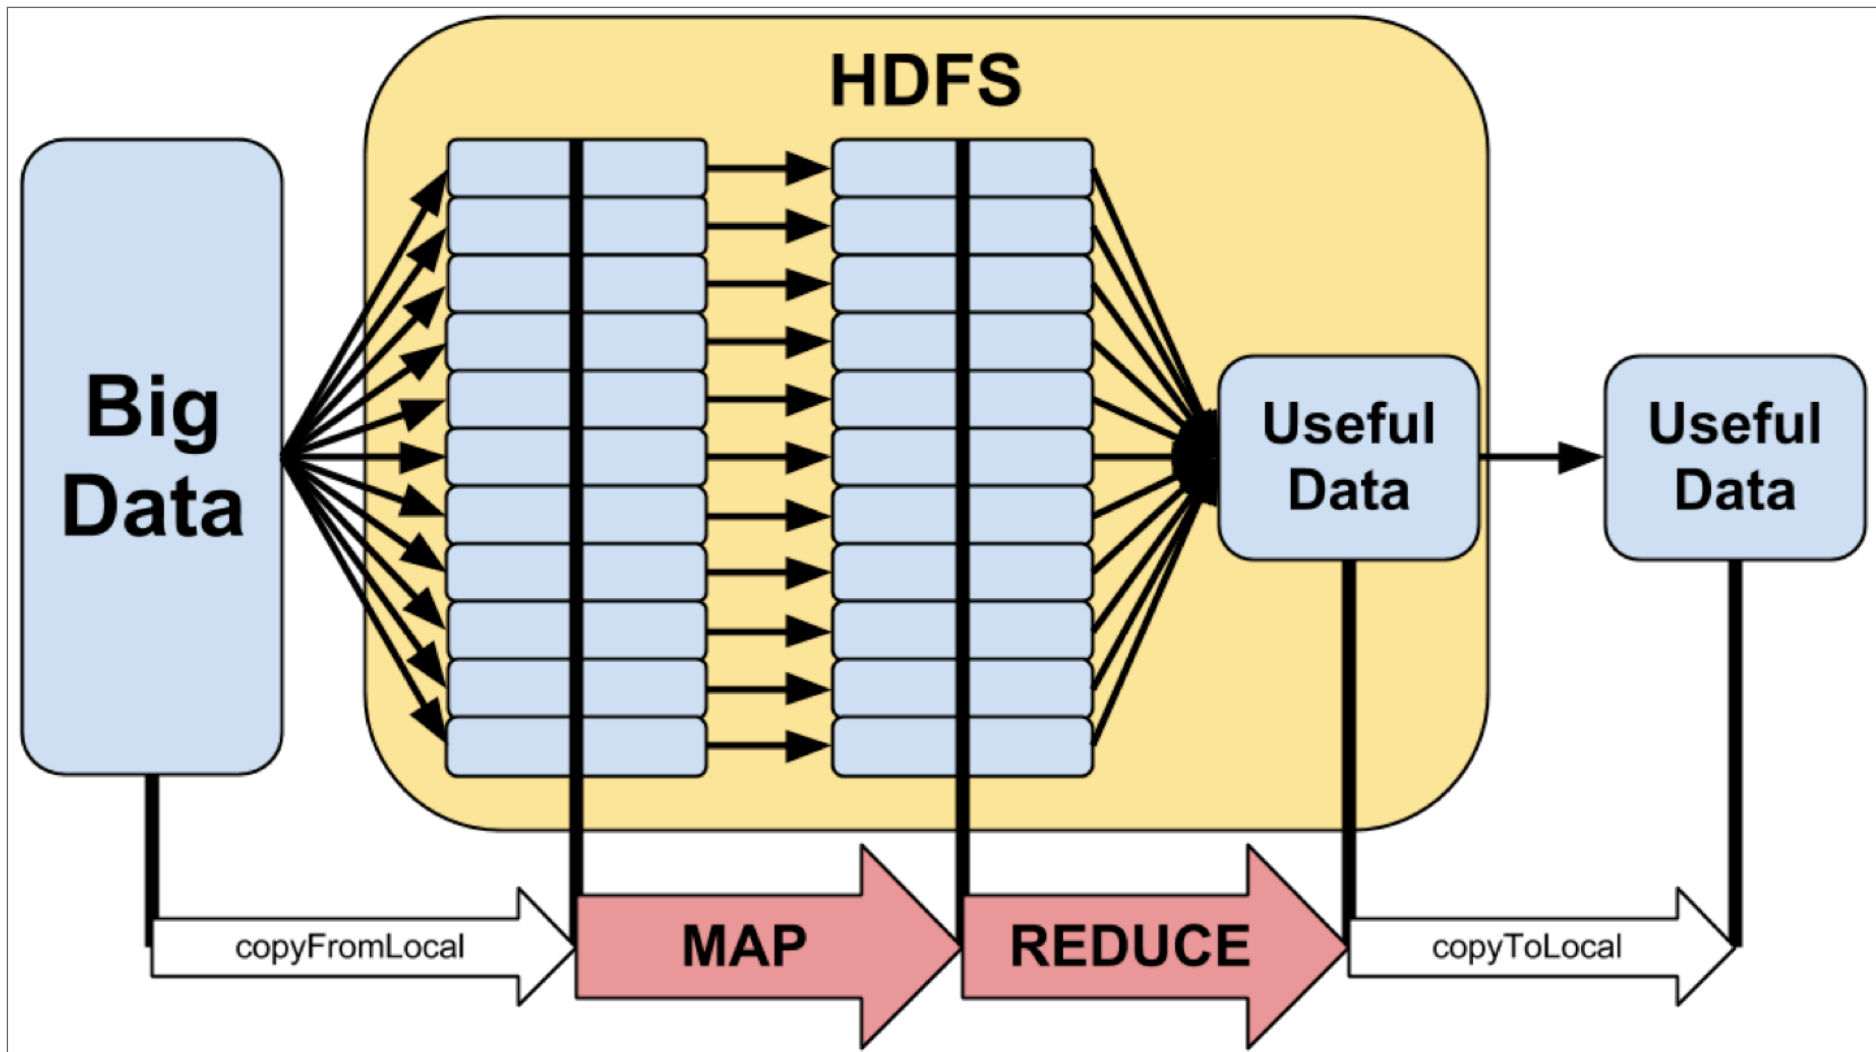 HDFS
Big
Data
Useful
Data
Useful
Data
copyFromLocal
MAP
REDUCE
copyToLocal